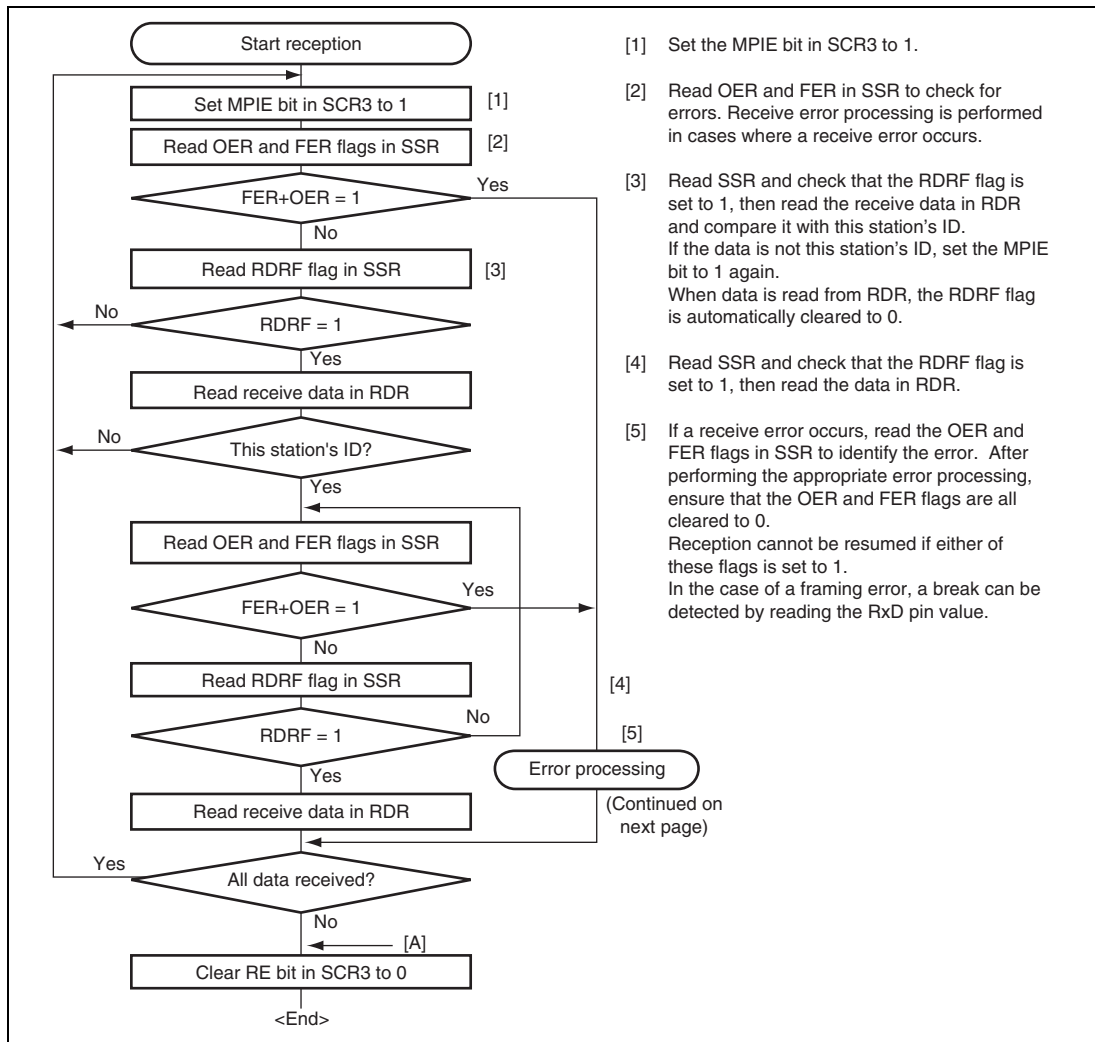 Start reception
Set MPIE bit in SCR3 to 1
[1]
Read OER and FER flags in SSR
[2]
FER+OER = 1
Yes
No
Read RDRF flag in SSR
[3]
No
RDRF = 1
Yes
Read receive data in RDR
No
This station's ID?
Yes
Read OER and FER flags in SSR
Yes
FER+OER = 1
No
Read RDRF flag in SSR
[4]
No
RDRF = 1
[5]
Yes
Error processing
Read receive data in RDR
(Continued on
next page)
Yes
All data received?
No
[A]
Clear RE bit in SCR3 to 0
<End>
[1] Set the MPIE bit in SCR3 to 1.
[2] Read OER and FER in SSR to check for
errors. Receive error processing is performed
in cases where a receive error occurs.
[3] Read SSR and check that the RDRF flag is
set to 1, then read the receive data in RDR
and compare it with this station's ID.
If the data is not this station's ID, set the MPIE
bit to 1 again.
When data is read from RDR, the RDRF flag
is automatically cleared to 0.
[4] Read SSR and check that the RDRF flag is
set to 1, then read the data in RDR.
[5] If a receive error occurs, read the OER and
FER flags in SSR to identify the error. After
performing the appropriate error processing,
ensure that the OER and FER flags are all
cleared to 0.
Reception cannot be resumed if either of
these flags is set to 1.
In the case of a framing error, a break can be
detected by reading the RxD pin value.